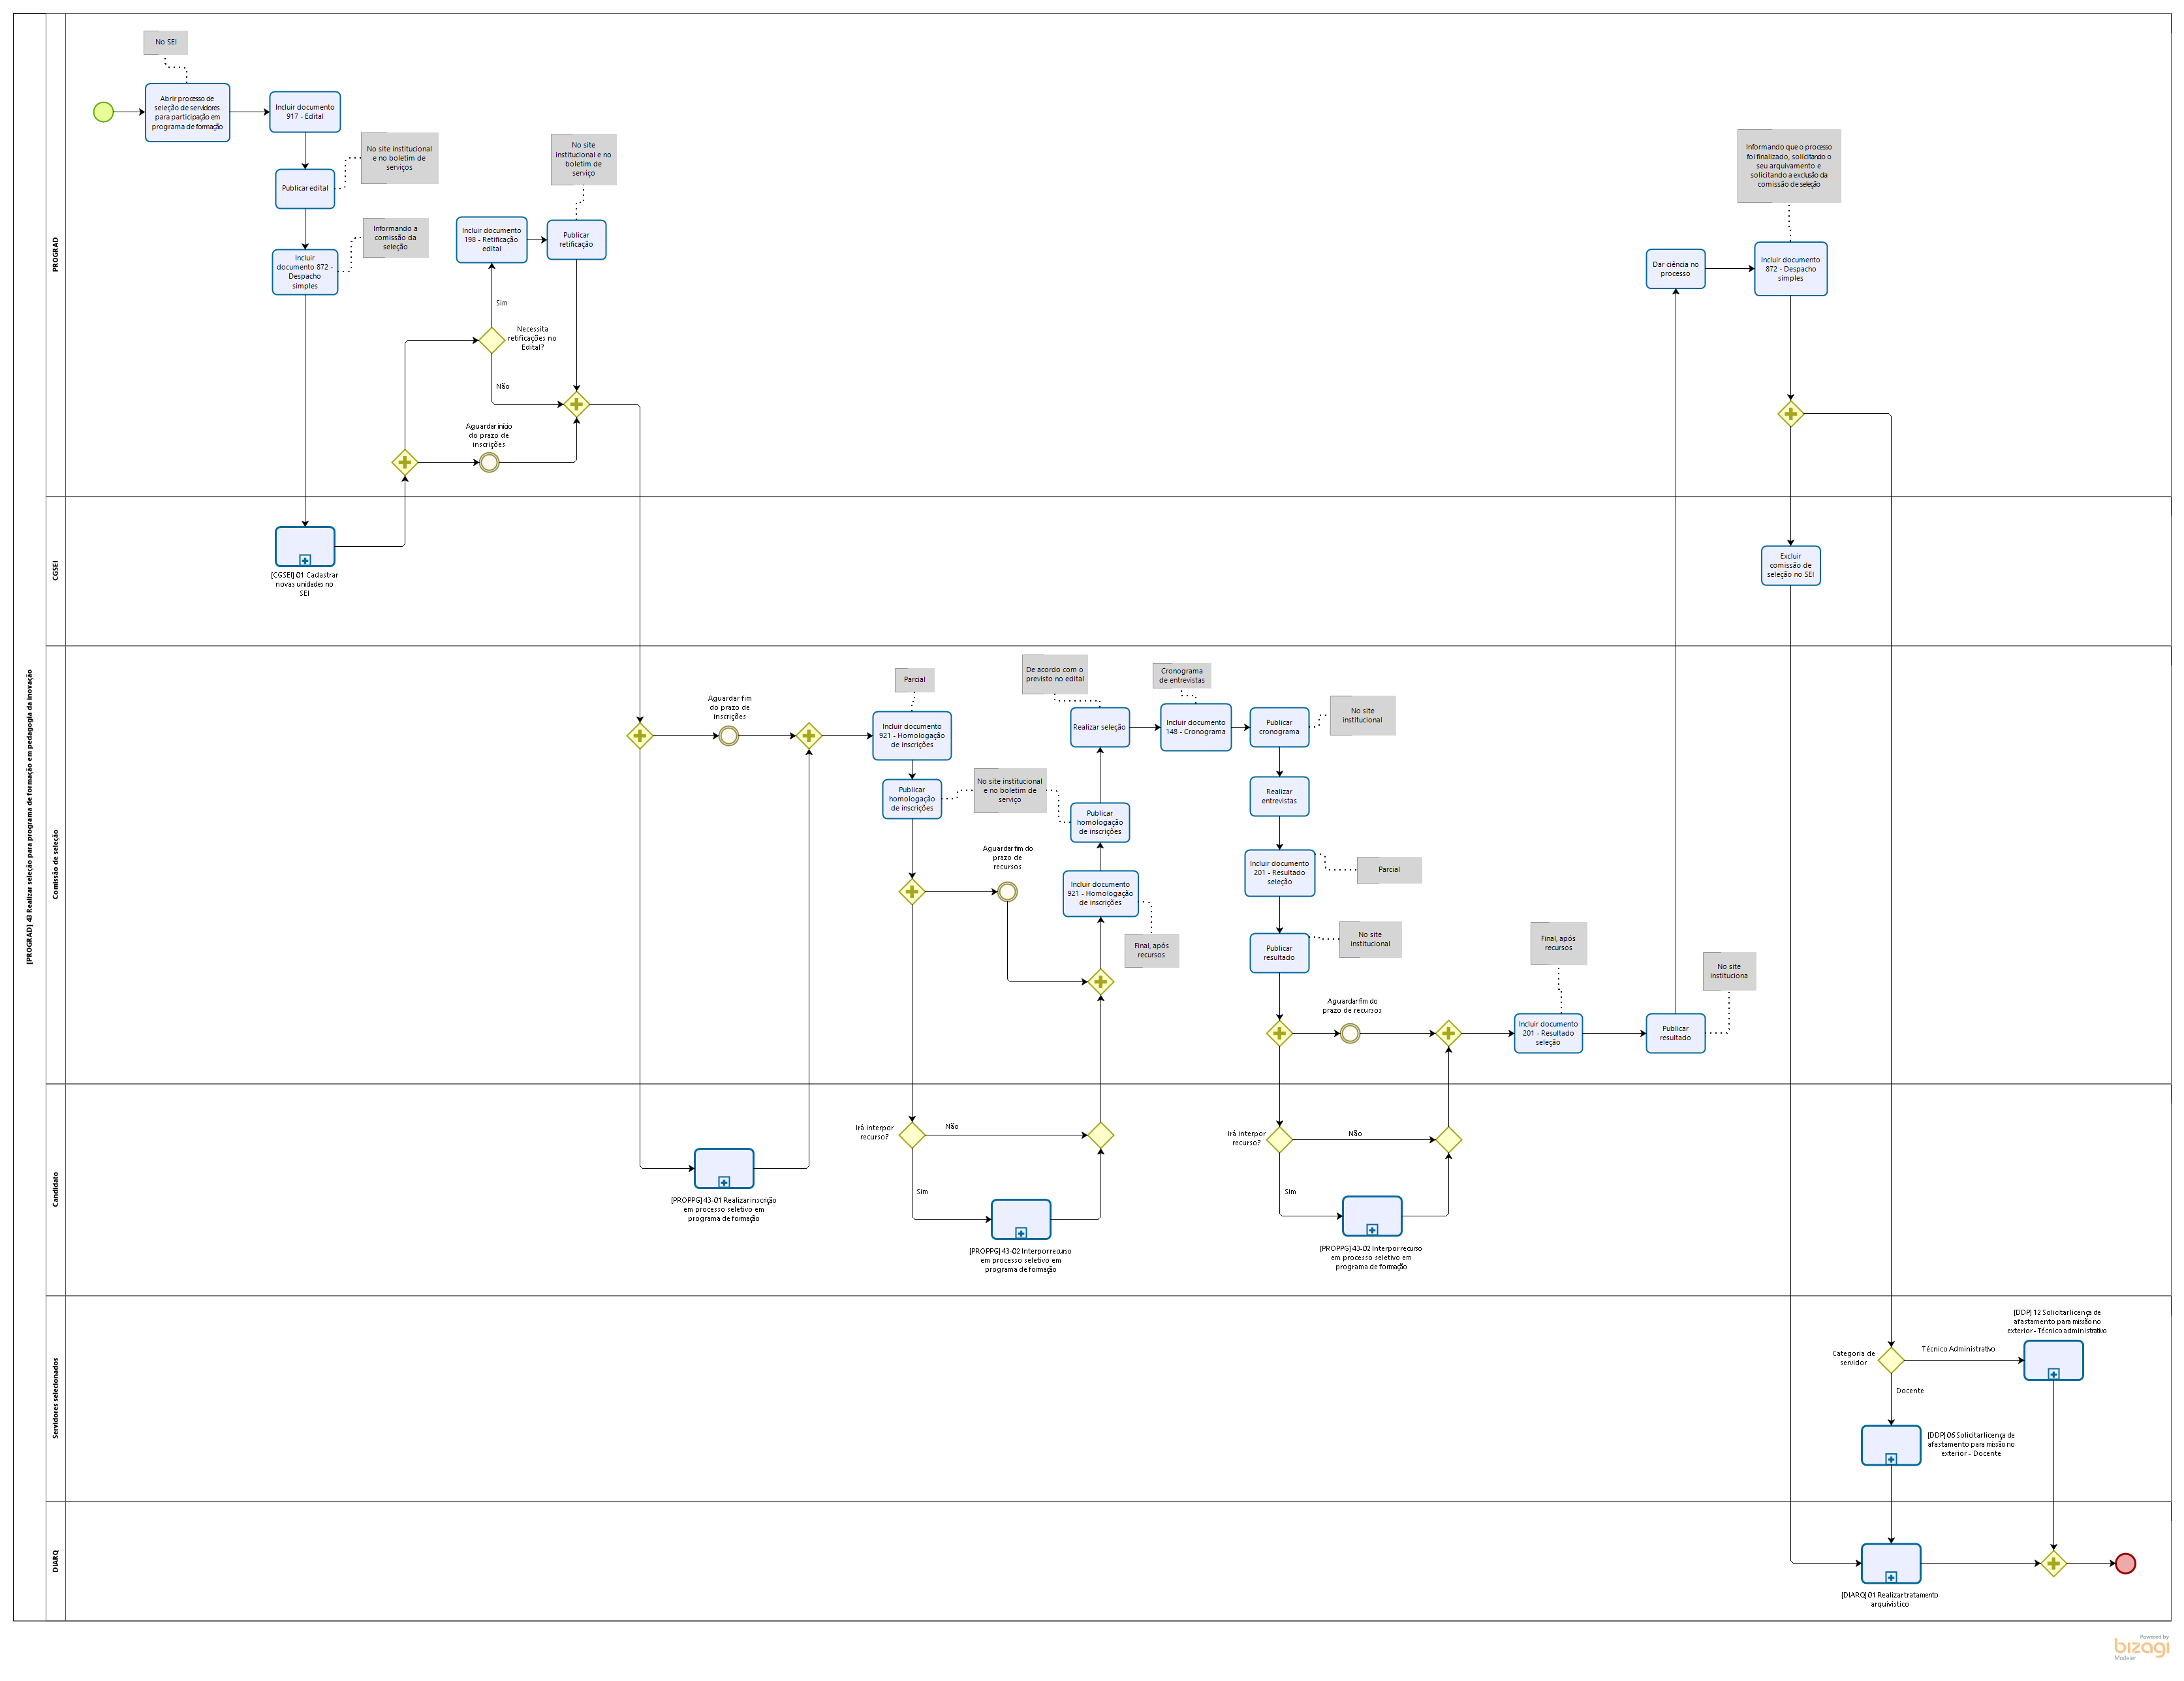 [PROGRAD] 43 Realizar seleção para programa de formação em pedagogia da inovação
PROGRAD
No SEI
Abrir processo de
seleção de servidores
para participação em
programa de formação
Incluir documento
917 - Edital
No site institucional
e no boletim de
serviços
Publicar edital
Informando a
comissão da
seleção
Incluir
documento 872 -
Despacho
simples
No site
institucional e no
boletim de
serviço
Incluir documento
198 - Retificação
edital
Publicar
retificação
Sim
Necessita
retificações no
Edital?
Não
Aguardar início
do prazo de
inscrições
Informando que o processo
foi finalizado, solicitando o
seu arquivamento e
solicitando a exclusão da
comissão de seleção
Dar ciência no
processo
Incluir documento
872 - Despacho
simples
CGSEI
[CGSEI] 01 Cadastrar
novas unidades no
SEI
Excluir
comissão de
seleção no SEI
Comissão de seleção
Aguardar fim
do prazo de
inscrições
Parcial
Incluir documento
921 - Homologação
de inscrições
Publicar
homologação
de inscrições
No site institucional
e no boletim de
serviço
Aguardar fim do
prazo de
recursos
De acordo com o
previsto no edital
Realizar seleção
Publicar
homologação
de inscrições
Incluir documento
921 - Homologação
de inscrições
Final, após
recursos
Cronograma
de entrevistas
Incluir documento
148 - Cronograma
Publicar
cronograma
No site
institucional
Realizar
entrevistas
Incluir documento
201 - Resultado
seleção
Parcial
Publicar
resultado
No site
institucional
Aguardar fim do
prazo de recursos
Final, após
recursos
Incluir documento
201 - Resultado
seleção
Publicar
resultado
No site
instituciona
Candidato
[PROPPG] 43-01 Realizar inscrição
em processo seletivo em
programa de formação
Irá interpor
recurso?
Não
Sim
[PROPPG] 43-02 Interpor recurso
em processo seletivo em
programa de formação
Irá interpor
recurso?
Não
Sim
[PROPPG] 43-02 Interpor recurso
em processo seletivo em
programa de formação
Servidores selecionados
[DDP] 12 Solicitar licença de
afastamento para missão no
exterior - Técnico administrativo
Categoria de
servidor
Técnico Administrativo
Docente
[DDP] 06 Solicitar licença de
afastamento para missão no
exterior - Docente
DIARQ
[DIARQ] 01 Realizar tratamento
arquivístico
Powered by
bizagi
Modeler